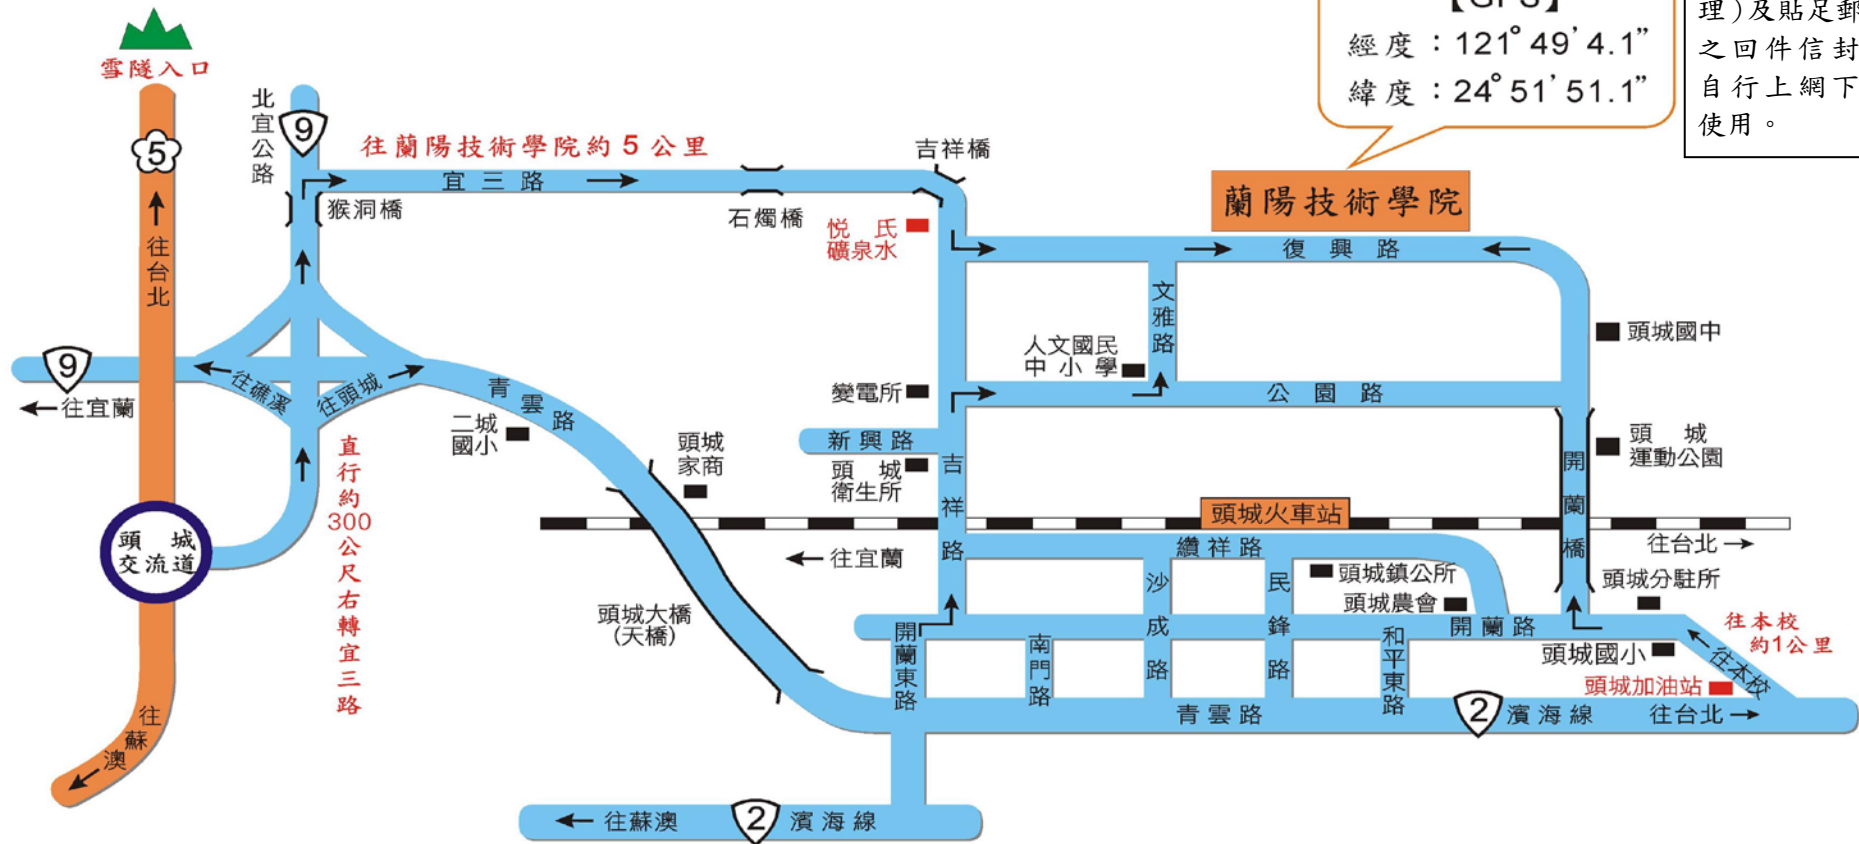 【GPS】
經度：121°49’4.1”
緯度：24°51’51.1”
理)及貼足郵
之回件信封
自行上網下
使用。
雪隧入口
5
往台北
北宜公路
9
往蘭陽技術學院約 5 公里
宜三路
猴洞橋
石燭橋
吉祥橋
悅氏
礦泉水
蘭陽技術學院
復興路
文雅路
人文國民
中小學
頭城國中
9
往宜蘭
往礁溪
往頭城
青雲路
二城
國小
變電所
公園路
新興路
頭城
家商
頭城
衛生所
吉祥路
頭城
運動公園
開蘭橋
直行約
300
公尺右轉宜三路
頭城
交流道
頭城火車站
往宜蘭
纘祥路
往台北
頭城大橋
(天橋)
沙成路
民鋒路
頭城鎮公所
頭城農會
頭城分駐所
開蘭東路
南門路
和平東路
開蘭路
頭城國小
往本校
約1公里
往本校
頭城加油站
青雲路
2
濱海線
往台北
往蘇澳
往蘇澳
2
濱海線